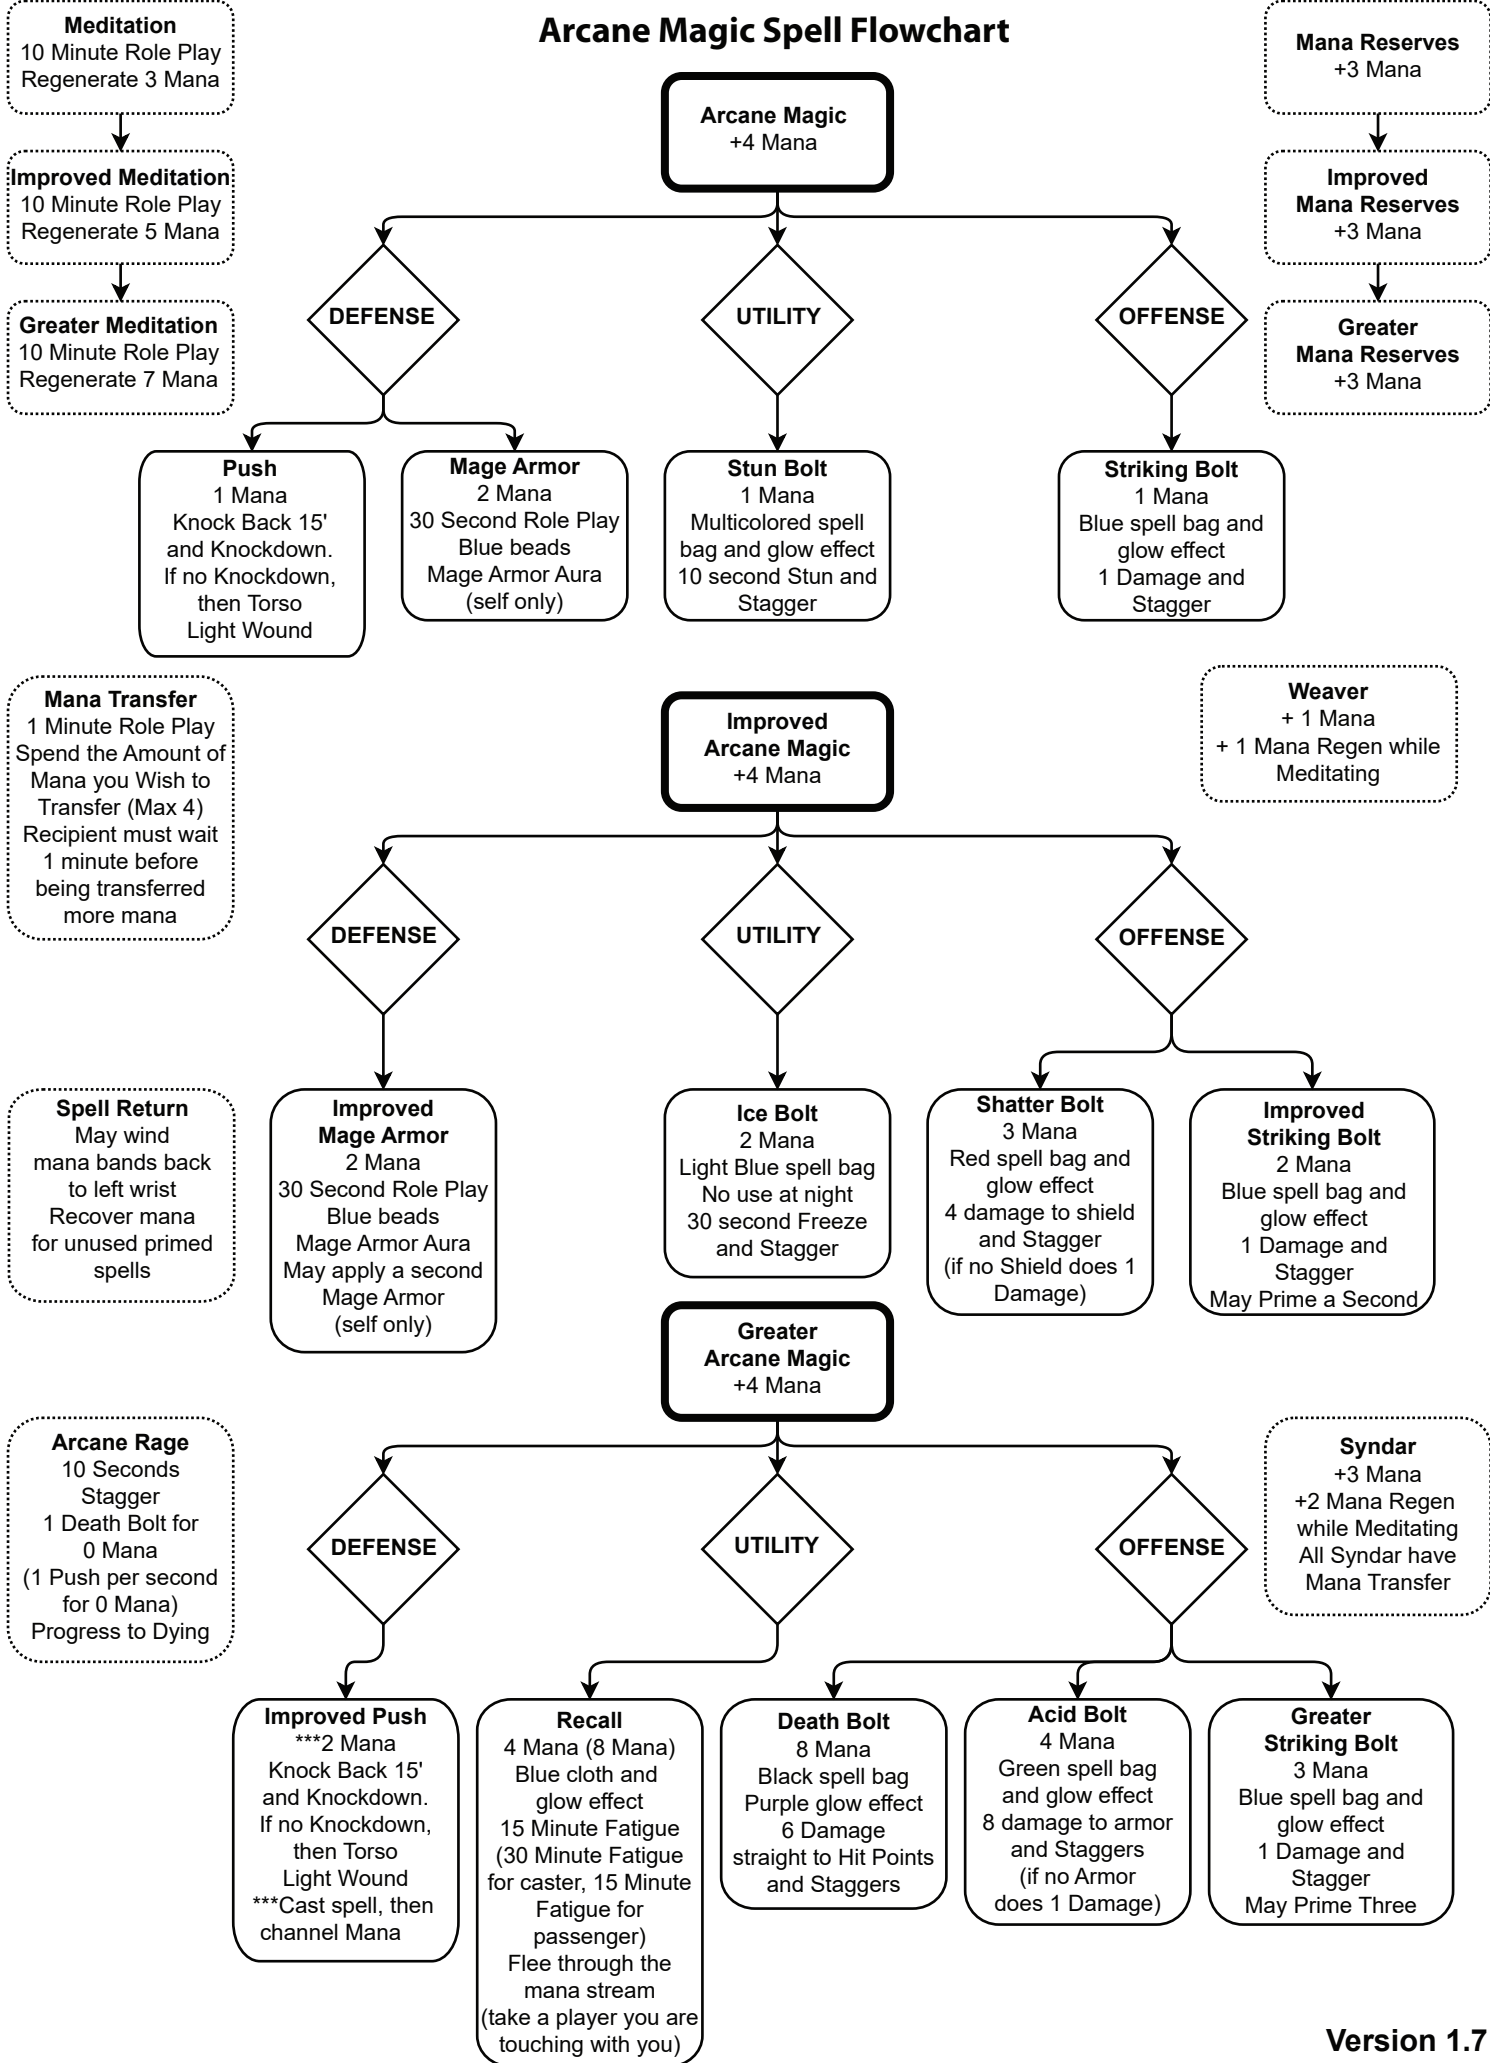 Arcane Magic Spell Flowchart
Meditation
10 Minute Role Play
Regenerate 3 Mana
Improved Meditation
10 Minute Role Play
Regenerate 5 Mana
Greater Meditation
10 Minute Role Play
Regenerate 7 Mana
Arcane Magic
+4 Mana
Mana Reserves
+3 Mana
Improved
Mana Reserves
+3 Mana
Greater
Mana Reserves
+3 Mana
DEFENSE
UTILITY
OFFENSE
Push
1 Mana
Knock Back 15'
and Knockdown.
If no Knockdown,
then Torso
Light Wound
Mage Armor
2 Mana
30 Second Role Play
Blue beads
Mage Armor Aura
(self only)
Stun Bolt
1 Mana
Multicolored spell
bag and glow effect
10 second Stun and
Stagger
Striking Bolt
1 Mana
Blue spell bag and
glow effect
1 Damage and
Stagger
Mana Transfer
1 Minute Role Play
Spend the Amount of
Mana you Wish to
Transfer (Max 4)
Recipient must wait
1 minute before
being transferred
more mana
Improved
Arcane Magic
+4 Mana
Weaver
+ 1 Mana
+ 1 Mana Regen while
Meditating
DEFENSE
UTILITY
OFFENSE
Spell Return
May wind
mana bands back
to left wrist
Recover mana
for unused primed
spells
Improved
Mage Armor
2 Mana
30 Second Role Play
Blue beads
Mage Armor Aura
May apply a second
Mage Armor
(self only)
Ice Bolt
2 Mana
Light Blue spell bag
No use at night
30 second Freeze
and Stagger
Shatter Bolt
3 Mana
Red spell bag and
glow effect
4 damage to shield
and Stagger
(if no Shield does 1
Damage)
Improved
Striking Bolt
2 Mana
Blue spell bag and
glow effect
1 Damage and
Stagger
May Prime a Second
Greater
Arcane Magic
+4 Mana
Arcane Rage
10 Seconds
Stagger
1 Death Bolt for
0 Mana
(1 Push per second
for 0 Mana)
Progress to Dying
DEFENSE
UTILITY
OFFENSE
Syndar
+3 Mana
+2 Mana Regen
while Meditating
All Syndar have
Mana Transfer
Improved Push
***2 Mana
Knock Back 15'
and Knockdown.
If no Knockdown,
then Torso
Light Wound
***Cast spell, then
channel Mana
Recall
4 Mana (8 Mana)
Blue cloth and
glow effect
15 Minute Fatigue
(30 Minute Fatigue
for caster, 15 Minute
Fatigue for
passenger)
Flee through the
mana stream
(take a player you are
touching with you)
Death Bolt
8 Mana
Black spell bag
Purple glow effect
6 Damage
straight to Hit Points
and Staggers
Acid Bolt
4 Mana
Green spell bag
and glow effect
8 damage to armor
and Staggers
(if no Armor
does 1 Damage)
Greater
Striking Bolt
3 Mana
Blue spell bag and
glow effect
1 Damage and
Stagger
May Prime Three
Version 1.7